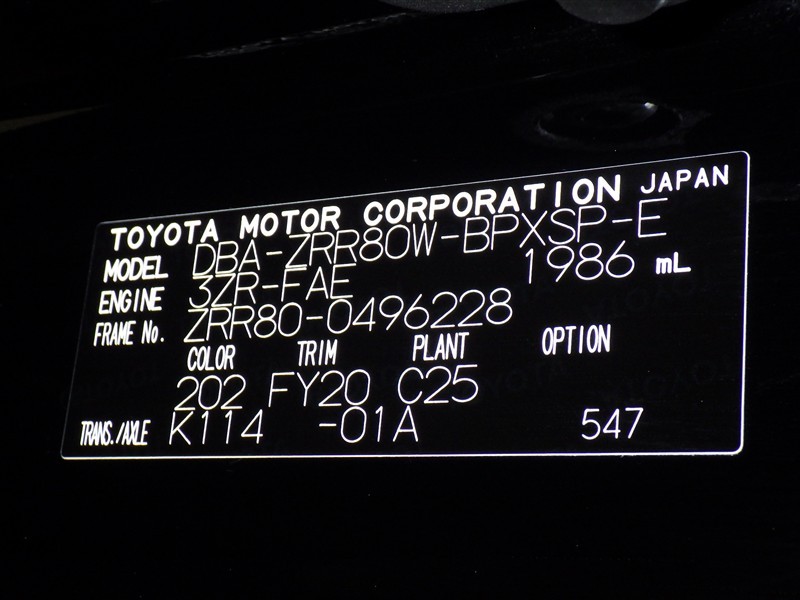 TOYOTA MOTOR CORPORATION JAPAN
MODEL DBA-ZRR80W-BPXSP-E
ENGINE 3ZR-FAE 1986 mL
FRAME No. ZRR80-0496228
COLOR TRIM PLANT OPTION
202 FY20 C25
TRANS./AXLE K114 -01A 547